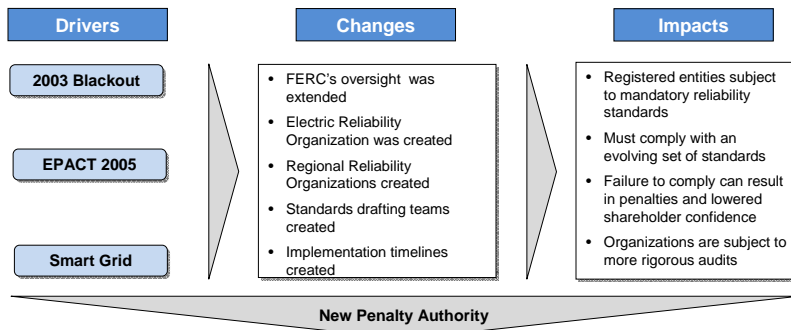 Drivers
Changes
Impacts
2003 Blackout
EPACT 2005
Smart Grid
• FERC's oversight was
extended
• Electric Reliability
Organization was created
• Regional Reliability
Organizations created
• Standards drafting teams
created
• Implementation timelines
created
• Registered entities subject
to mandatory reliability
standards
• Must comply with an
evolving set of standards
• Failure to comply can result
in penalties and lowered
shareholder confidence
• Organizations are subject to
more rigorous audits
New Penalty Authority